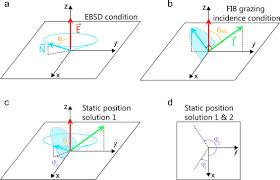 a
z
EBSD condition
E
N
y
x
b
z
FIB grazing
incidence condition
I
y
x
c
z
Static position
solution 1
y
x
d
Static position
solution 1 & 2
y
x